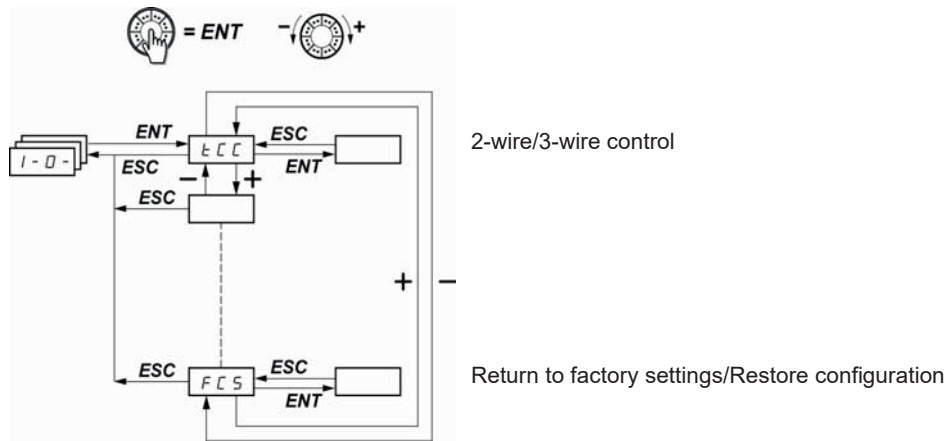 = ENT - +
ENT
ESC
I-O-
tCC
ESC
ENT
2-wire/3-wire control
- +
ESC
+ -
ESC
FCS
ESC
ENT
Return to factory settings/Restore configuration